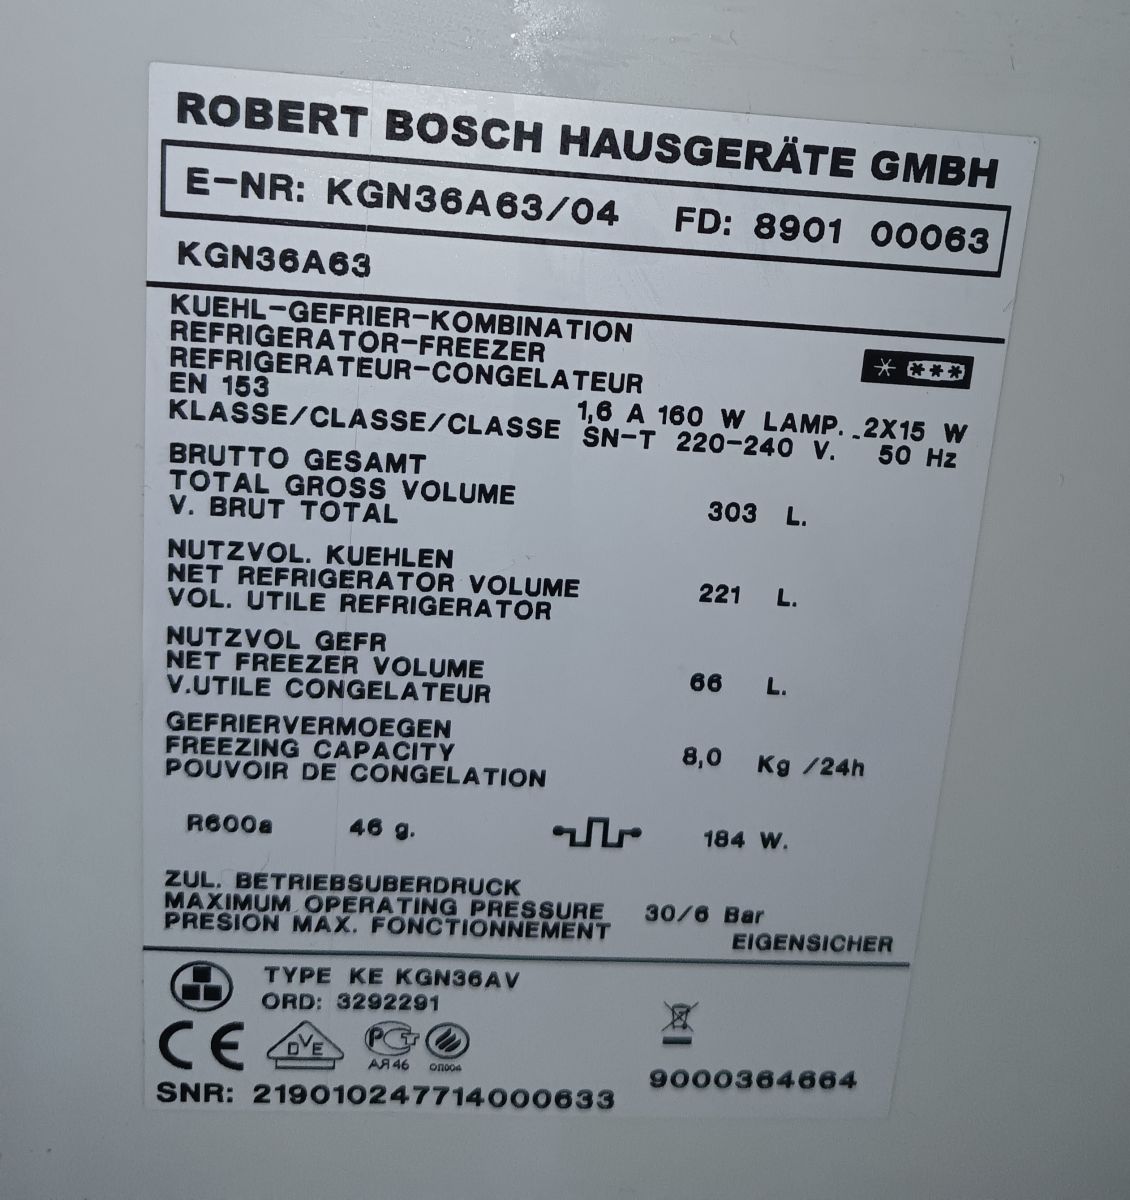 ROBERT BOSCH HAUSGERÄTE GMBH
E-NR: KGN36A63/04 FD: 8901 00063
KGN36A63
KUEHL-GEFRIER-KOMBINATION
REFRIGERATOR-FREEZER
REFRIGERATEUR-CONGELATEUR
* ***
EN 153
1,6 A 160 W LAMP. .2X15 W
KLASSE/CLASSE/CLASSE SN-T 220-240 V. 50 Hz
BRUTTO GESAMT
TOTAL GROSS VOLUME
V. BRUT TOTAL
303 L.
NUTZVOL. KUEHLEN
NET REFRIGERATOR VOLUME
VOL. UTILE REFRIGERATOR
221 L.
NUTZVOL GEFR
NET FREEZER VOLUME
V.UTILE CONGELATEUR
66 L.
GEFRIERVERMOEGEN
FREEZING CAPACITY
POUVOIR DE CONGELATION
8,0 Kg /24h
R600a 46 g. 184 W.
ZUL. BETRIEBSUBERDRUCK
MAXIMUM OPERATING PRESSURE
PRESION MAX. FONCTIONNEMENT
30/6 Bar
EIGENSICHER
TYPE KE KGN36AV
ORD: 3292291
CE DVE PCT
АЯ46 ОП004
9000364664
SNR: 219010247714000633